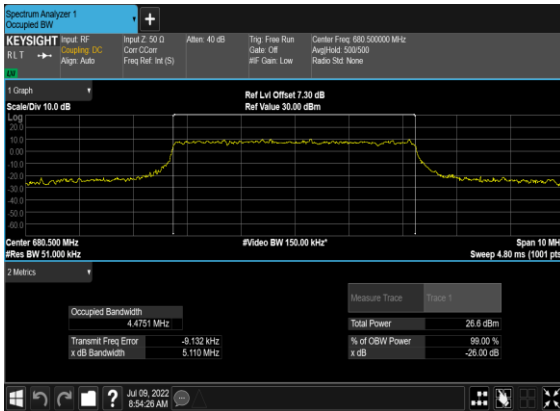 Spectrum Analyzer 1
Occupied BW
KEYSIGHT
RLT
Input: RF
Coupling: DC
Align: Auto
Input Z: 50 Ω
Corr CCorr
Freq Ref: Int (S)
Atten: 40 dB
Trig: Free Run
Gate: Off
#IF Gain: Low
Center Freq: 680.500000 MHz
Avg|Hold: 500/500
Radio Std: None
1 Graph
Scale/Div 10.0 dB
Ref Lvl Offset 7.30 dB
Ref Value 30.00 dBm
Log
20.0
10.0
0.00
-10.0
-20.0
-30.0
-40.0
-50.0
-60.0
Center 680.500 MHz
#Res BW 51.000 kHz
#Video BW 150.00 kHz*
Span 10 MH
Sweep 4.80 ms (1001 pts
2 Metrics
Measure Trace
Trace 1
Occupied Bandwidth
4.4751 MHz
Total Power
26.6 dBm
Transmit Freq Error
-9.132 kHz
% of OBW Power
99.00 %
x dB Bandwidth
5.110 MHz
x dB
-26.00 dB
?
Jul 09, 2022
8:54:26 AM